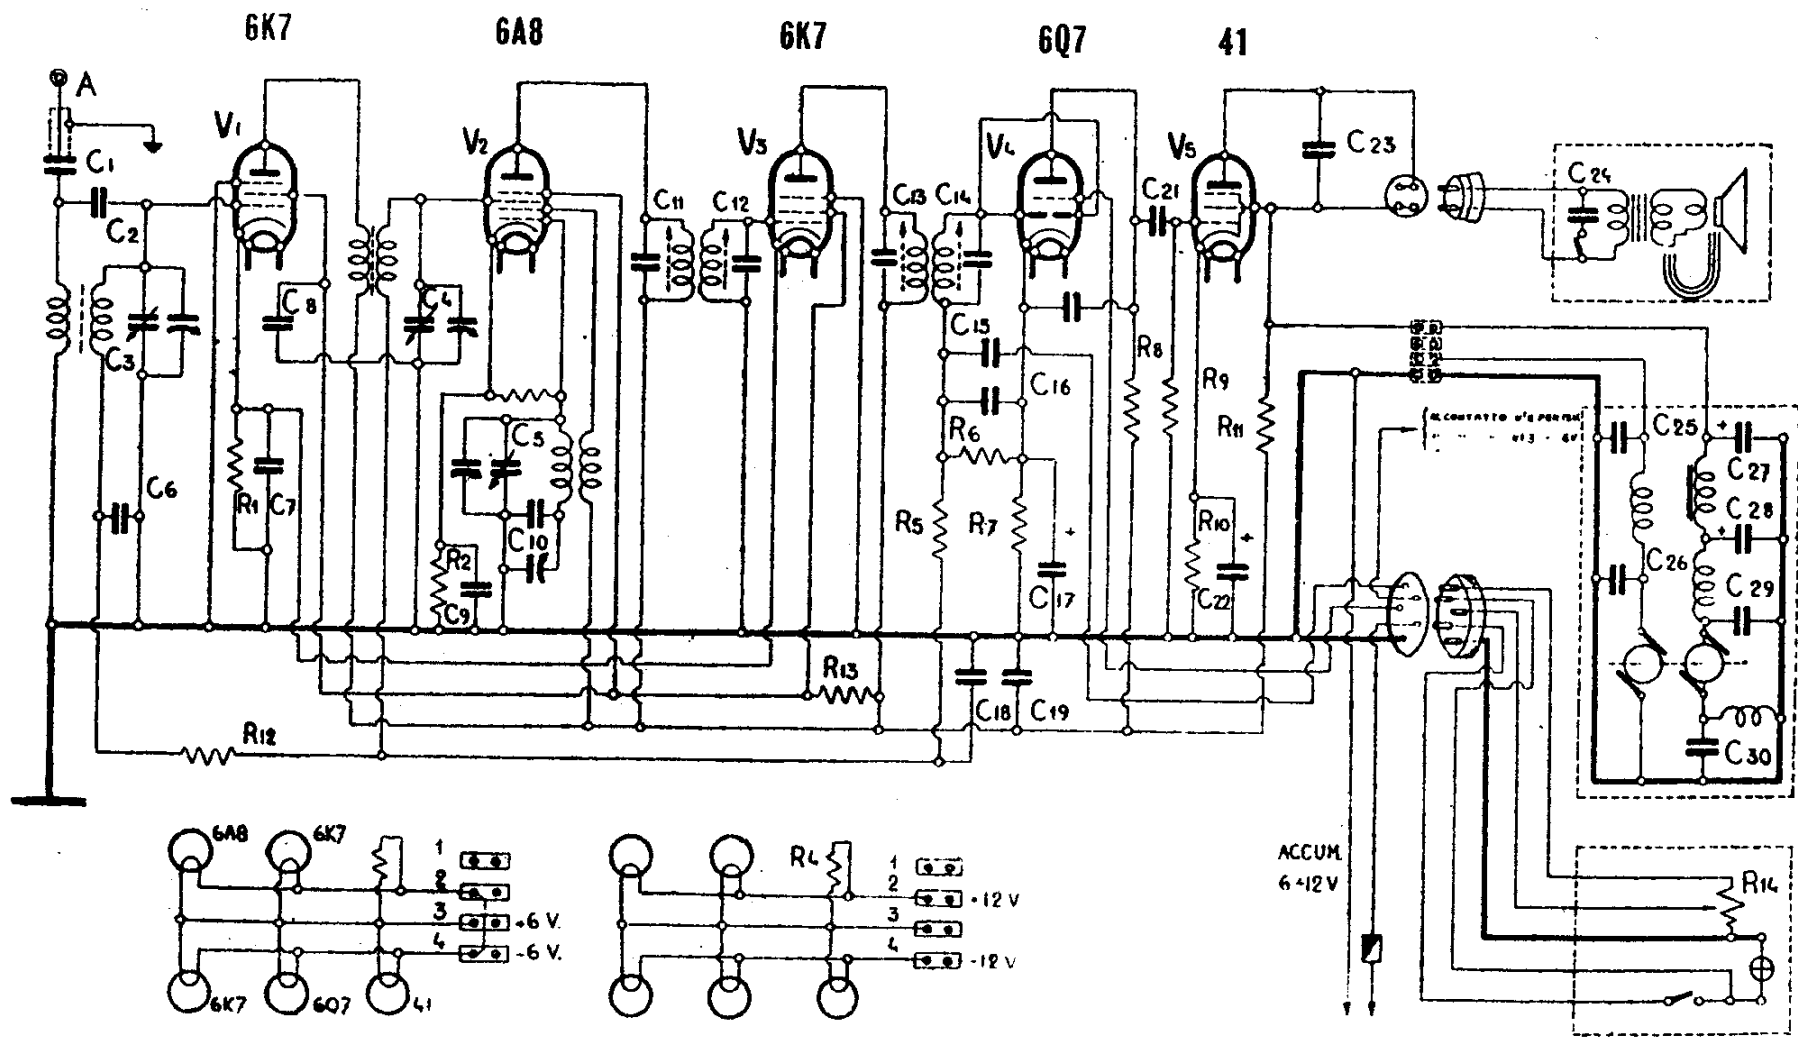 6K7
6A8
6K7
6Q7
41
A
V1
V2
V3
V4
V5
C1
C2
C3
C4
C5
C6
C7
C8
C9
C10
C11
C12
C13
C14
C15
C16
C17
C18
C19
C21
C22
C23
C24
C25
C26
C27
C28
C29
C30
R1
R2
R5
R6
R7
R8
R9
R10
R11
R12
R13
R14
+
+
+
+
AL CONTATTO
ACCUM.
6÷12V
6A8
6K7
1
2
3
+6 V.
4
-6 V.
6K7
6Q7
41
R4
1
2
+12 V
3
4
-12 V